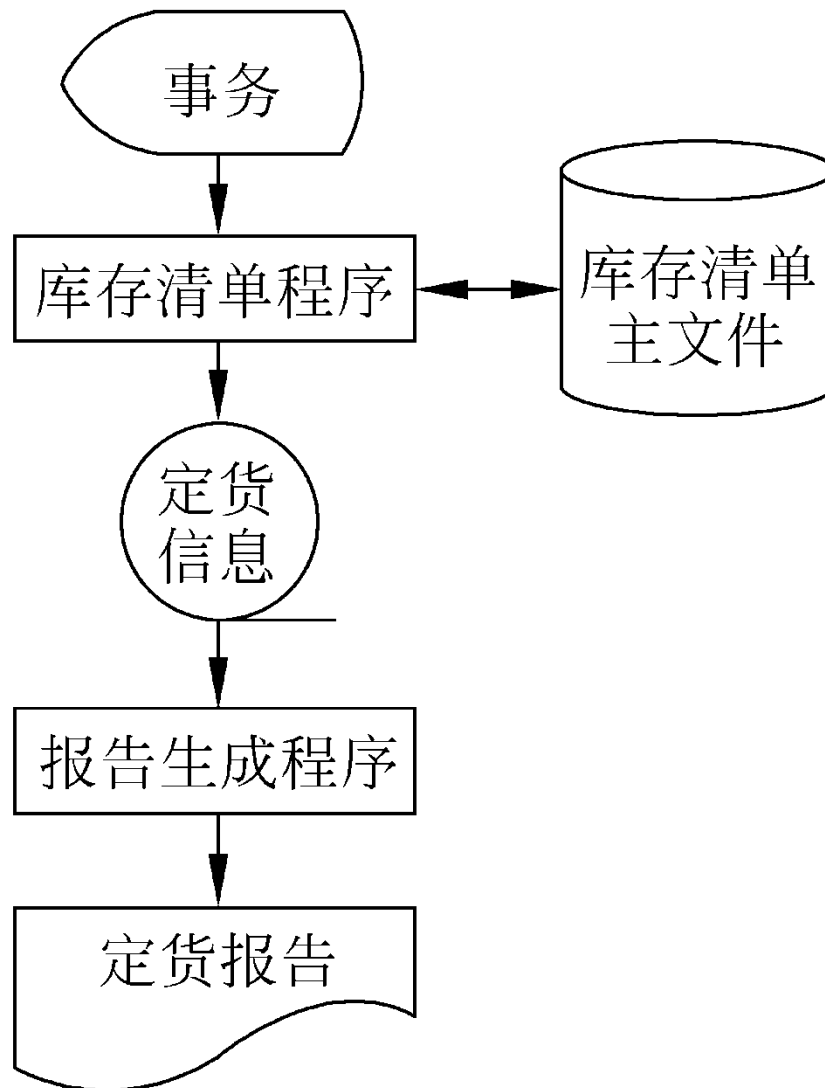 事务
库存清单程序
库存清单
主文件
定货
信息
报告生成程序
定货报告